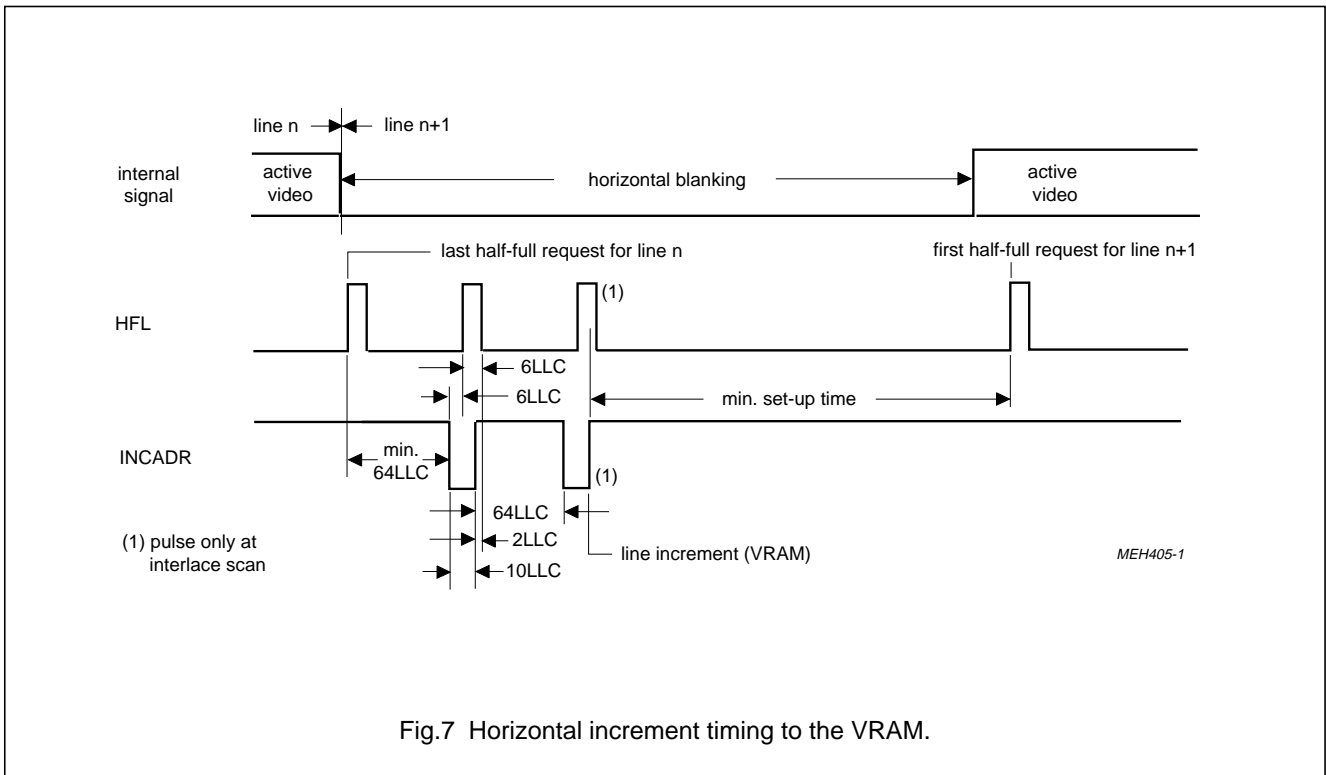 line n
line n+1
internal
signal
active
video
horizontal blanking
active
video
last half-full request for line n
first half-full request for line n+1
(1)
HFL
6LLC
6LLC
min. set-up time
INCADR
min.
64LLC
(1)
64LLC
2LLC
line increment (VRAM)
10LLC
(1) pulse only at
interlace scan
MEH405-1
Fig.7 Horizontal increment timing to the VRAM.